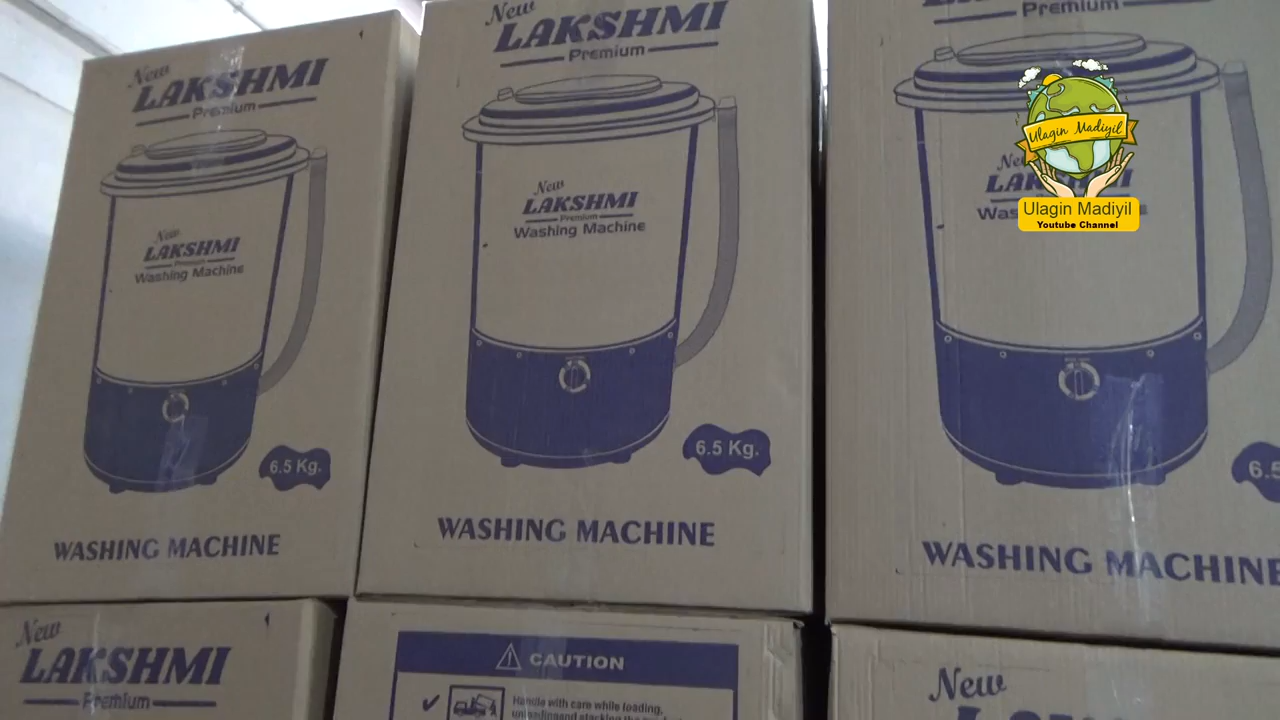 New
LAKSHMI
Premium
New
LAKSHMI
Premium
Washing Machine
6.5 Kg.
WASHING MACHINE
New
LAKSHMI
Premium
New
LAKSHMI
Premium
Washing Machine
6.5 Kg.
WASHING MACHINE
Premium
Ulagin Madiyil
Ulagin Madiyil
Youtube Channel
WASHING MACHINE
New
LAKSHMI
Premium
CAUTION
Handle with care while loading,
New